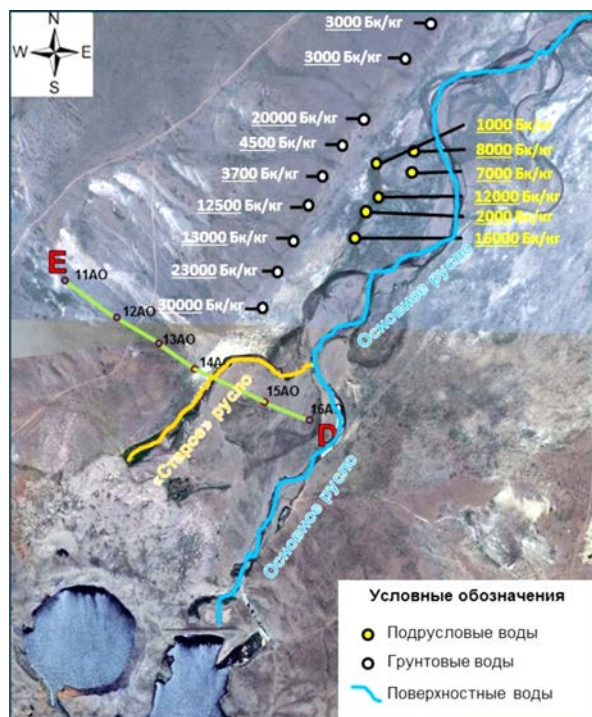 N
W E
S
3000 Бк/кг
3000 Бк/кг
20000 Бк/кг
4500 Бк/кг
3700 Бк/кг
12500 Бк/кг
13000 Бк/кг
23000 Бк/кг
30000 Бк/кг
1000 Бк/кг
8000 Бк/кг
7000 Бк/кг
12000 Бк/кг
2000 Бк/кг
16000 Бк/кг
Основное русло
E
11АО
12АО
13АО
14АО
15АО
16АО
D
«Старое» русло
Основное русло
Условные обозначения
Подрусловые воды
Грунтовые воды
Поверхностные воды